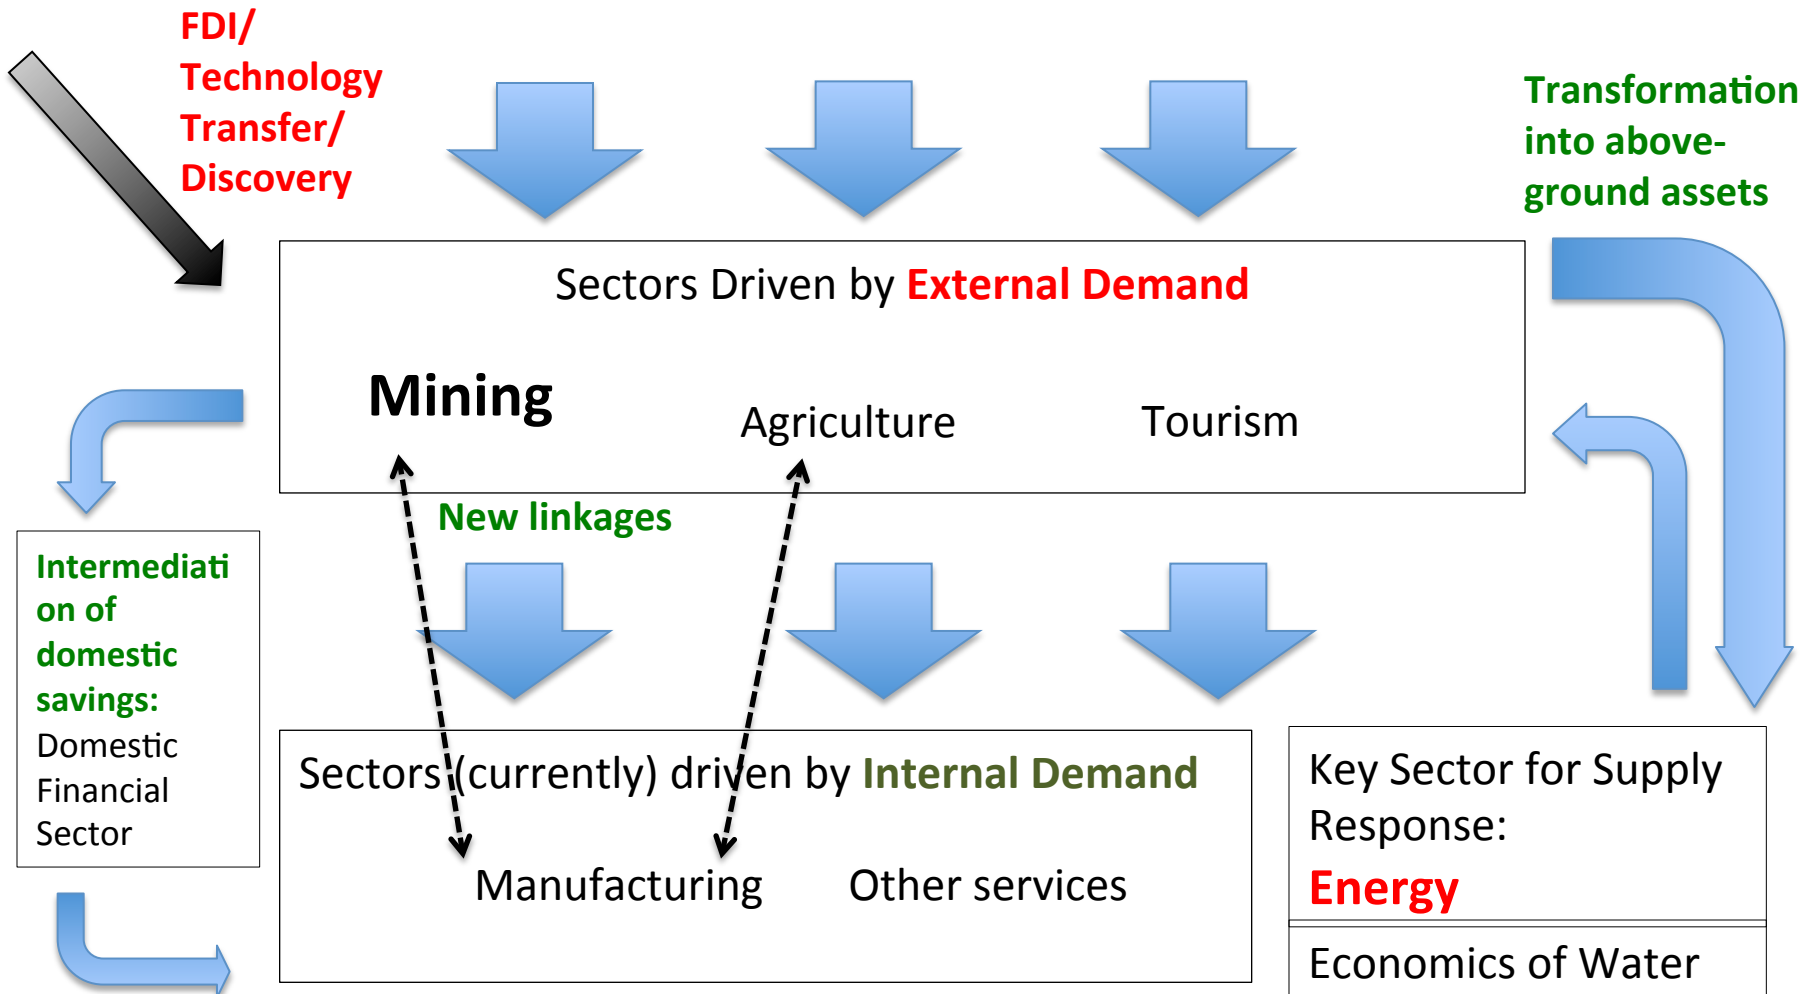 FDI/
Technology
Transfer/
Discovery
Transformation
into above-
ground assets
Sectors Driven by External Demand
Mining
Agriculture
Tourism
New linkages
Intermediati
on of
domestic
savings:
Domestic
Financial
Sector
Sectors (currently) driven by Internal Demand
Manufacturing
Other services
Key Sector for Supply
Response:
Energy
Economics of Water